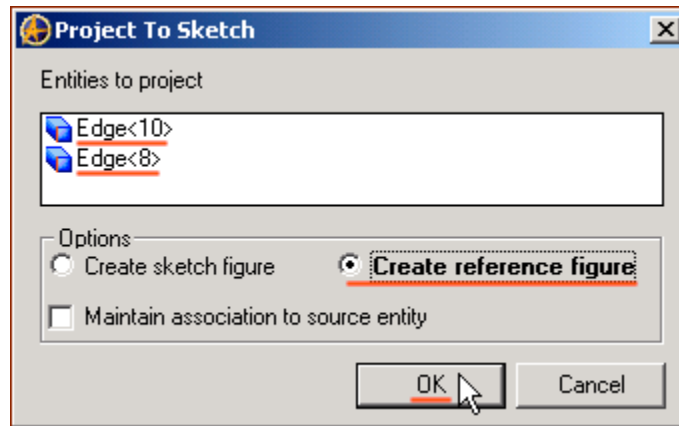 Project To Sketch
Entities to project
Edge<10>
Edge<8>
Options
Create sketch figure Create reference figure
Maintain association to source entity
OK Cancel